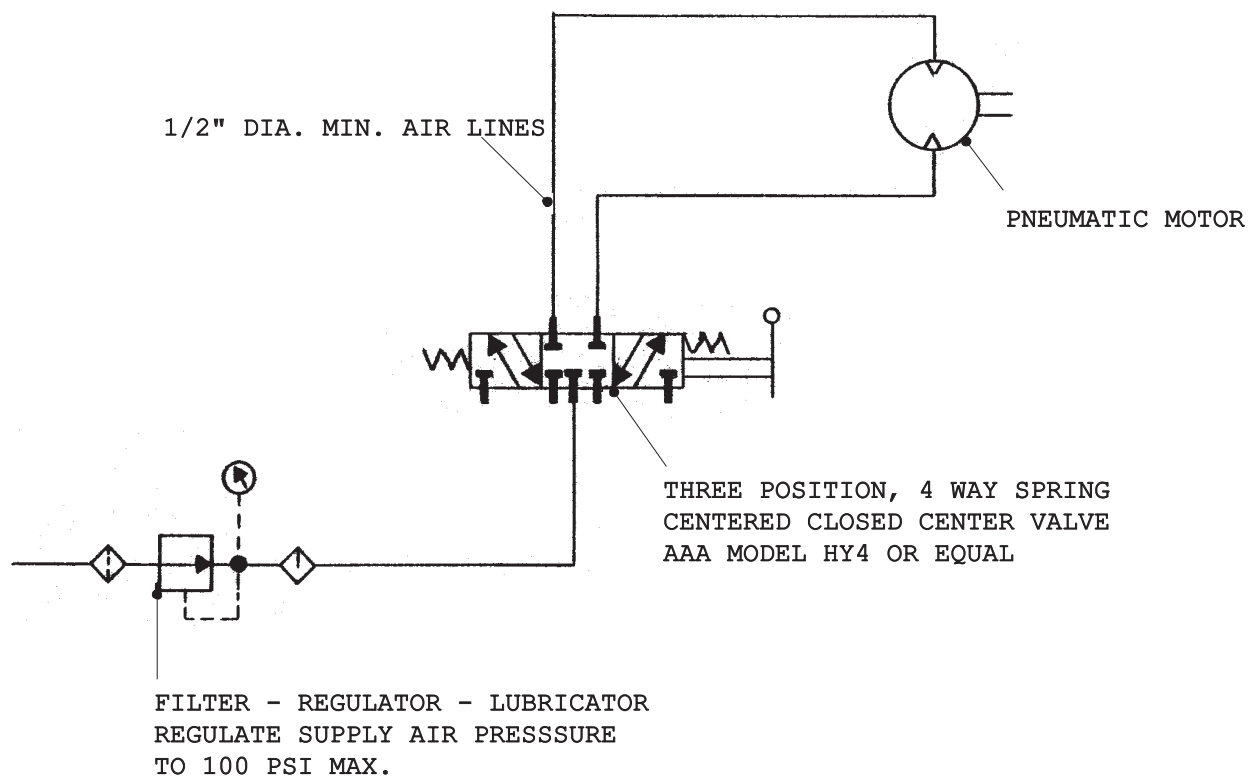 1/2" DIA. MIN. AIR LINES
PNEUMATIC MOTOR
THREE POSITION, 4 WAY SPRING
CENTERED CLOSED CENTER VALVE
AAA MODEL HY4 OR EQUAL
FILTER - REGULATOR - LUBRICATOR
REGULATE SUPPLY AIR PRESSSURE
TO 100 PSI MAX.